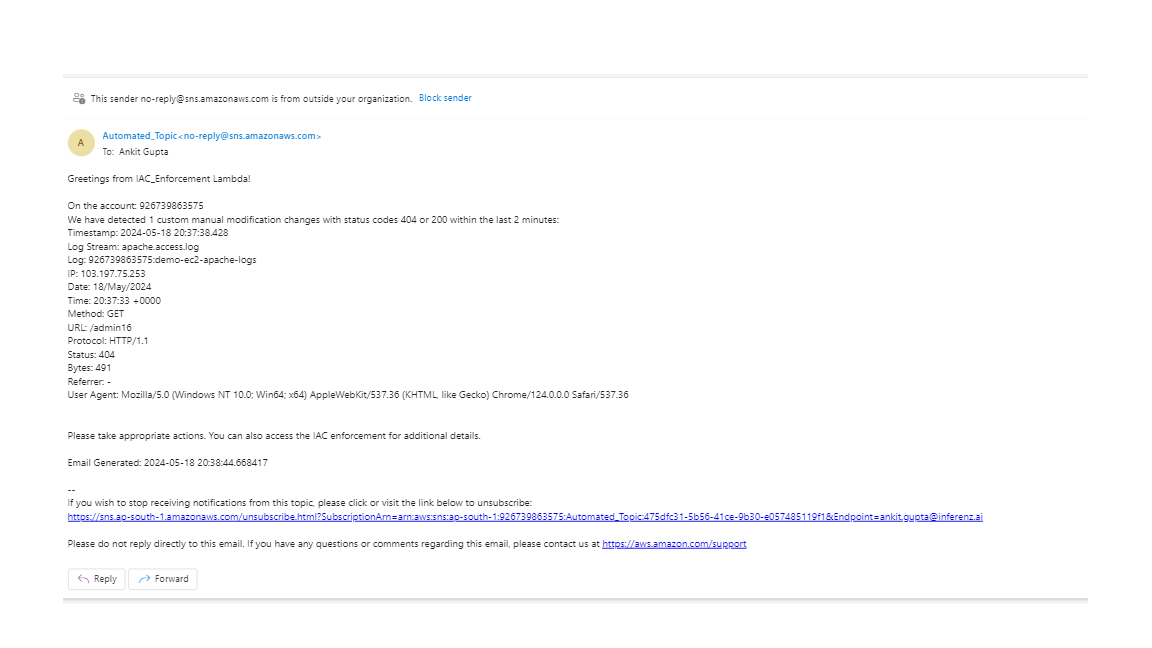 This sender no-reply@sns.amazonaws.com is from outside your organization. Block sender
A
Automated_Topic<no-reply@sns.amazonaws.com>
To: Ankit Gupta
Greetings from IAC_Enforcement Lambda!
On the account: 926739863575
We have detected 1 custom manual modification changes with status codes 404 or 200 within the last 2 minutes:
Timestamp: 2024-05-18 20:37:38.428
Log Stream: apache.access.log
Log: 926739863575:demo-ec2-apache-logs
IP: 103.197.75.253
Date: 18/May/2024
Time: 20:37:33 +0000
Method: GET
URL: /admin16
Protocol: HTTP/1.1
Status: 404
Bytes: 491
Referrer: -
User Agent: Mozilla/5.0 (Windows NT 10.0; Win64; x64) AppleWebKit/537.36 (KHTML, like Gecko) Chrome/124.0.0.0 Safari/537.36
Please take appropriate actions. You can also access the IAC enforcement for additional details.
Email Generated: 2024-05-18 20:38:44.668417
--
If you wish to stop receiving notifications from this topic, please click or visit the link below to unsubscribe:
https://sns.ap-south-1.amazonaws.com/unsubscribe.html?SubscriptionArn=arn:aws:sns:ap-south-1:926739863575:Automated_Topic:475dfc31-5b56-41ce-9b30-e057485119f1&Endpoint=ankit.gupta@inferenz.ai
Please do not reply directly to this email. If you have any questions or comments regarding this email, please contact us at https://aws.amazon.com/support
Reply Forward